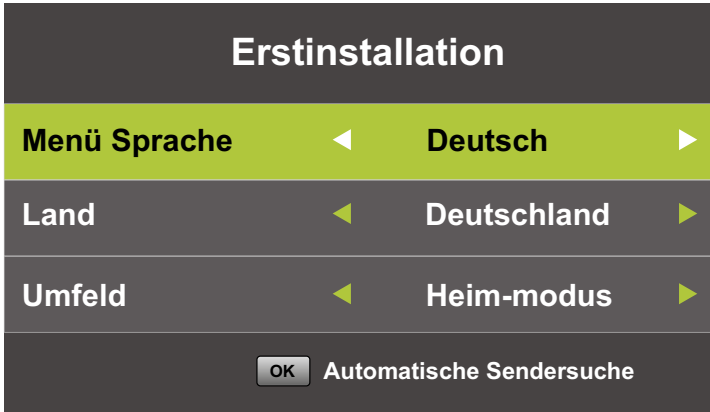 Erstinstallation
Menü Sprache Deutsch
Land Deutschland
Umfeld Heim-modus
OK Automatische Sendersuche